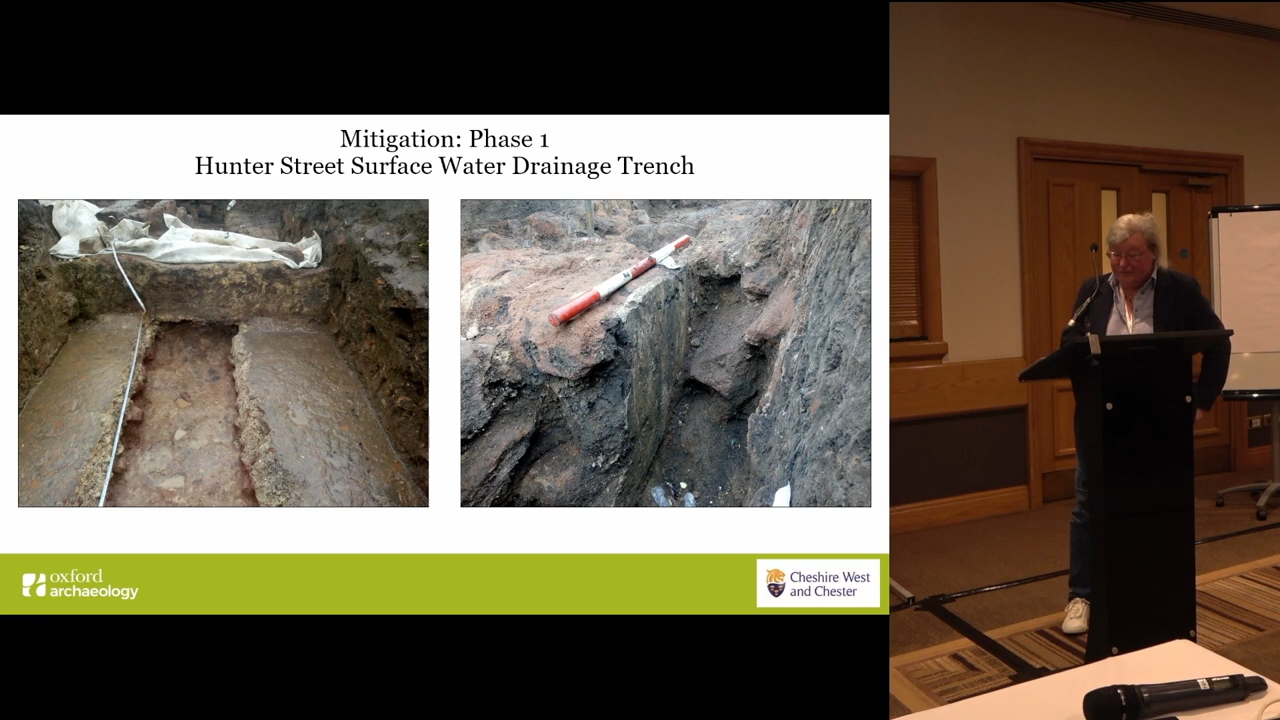 Mitigation: Phase 1
Hunter Street Surface Water Drainage Trench
oxford
archaeology
Cheshire West
and Chester